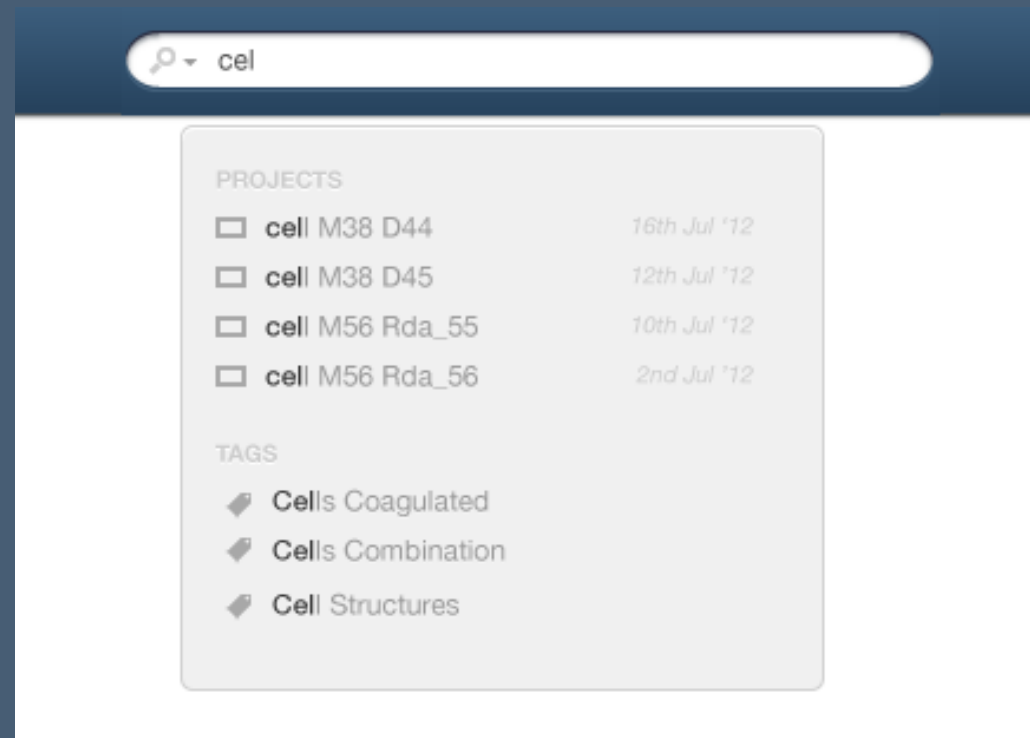 cel
PROJECTS
cell M38 D44 16th Jul '12
cell M38 D45 12th Jul '12
cell M56 Rda_55 10th Jul '12
cell M56 Rda_56 2nd Jul '12
TAGS
Cells Coagulated
Cells Combination
Cell Structures